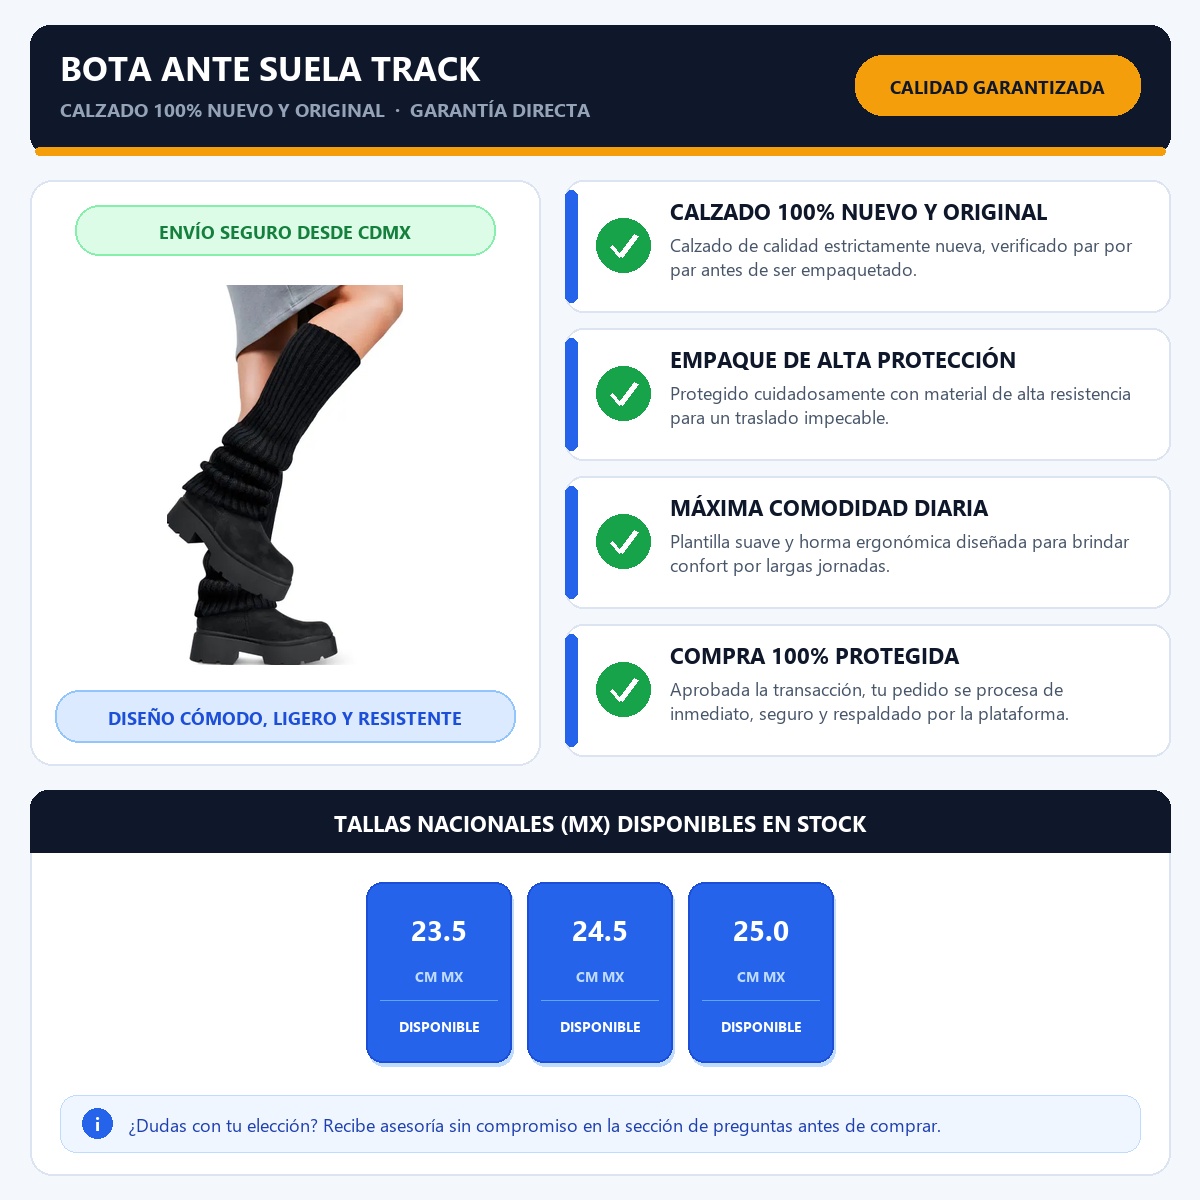 BOTA ANTE SUELA TRACK
CALZADO 100% NUEVO Y ORIGINAL · GARANTÍA DIRECTA
CALIDAD GARANTIZADA
ENVÍO SEGURO DESDE CDMX
DISEÑO CÓMODO, LIGERO Y RESISTENTE
CALZADO 100% NUEVO Y ORIGINAL
Calzado de calidad estrictamente nueva, verificado par por
par antes de ser empaquetado.
EMPAQUE DE ALTA PROTECCIÓN
Protegido cuidadosamente con material de alta resistencia
para un traslado impecable.
MÁXIMA COMODIDAD DIARIA
Plantilla suave y horma ergonómica diseñada para brindar
confort por largas jornadas.
COMPRA 100% PROTEGIDA
Aprobada la transacción, tu pedido se procesa de
inmediato, seguro y respaldado por la plataforma.
TALLAS NACIONALES (MX) DISPONIBLES EN STOCK
23.5
CM MX
DISPONIBLE
24.5
CM MX
DISPONIBLE
25.0
CM MX
DISPONIBLE
¿Dudas con tu elección? Recibe asesoría sin compromiso en la sección de preguntas antes de comprar.